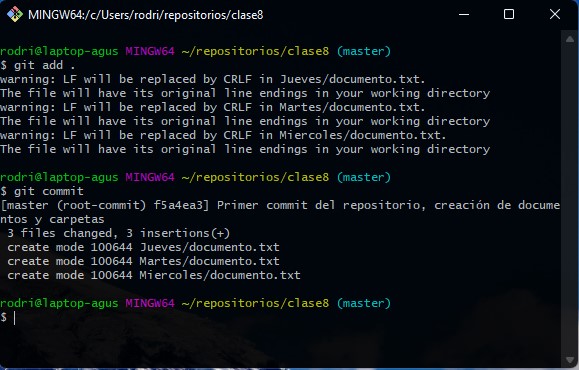 MINGW64:/c/Users/rodri/repositorios/clase8
rodri@laptop-agus MINGW64 ~/repositorios/clase8 (master)
$ git add .
warning: LF will be replaced by CRLF in Jueves/documento.txt.
The file will have its original line endings in your working directory
warning: LF will be replaced by CRLF in Martes/documento.txt.
The file will have its original line endings in your working directory
warning: LF will be replaced by CRLF in Miercoles/documento.txt.
The file will have its original line endings in your working directory
rodri@laptop-agus MINGW64 ~/repositorios/clase8 (master)
$ git commit
[master (root-commit) f5a4ea3] Primer commit del repositorio, creación de docume
ntos y carpetas
 3 files changed, 3 insertions(+)
 create mode 100644 Jueves/documento.txt
 create mode 100644 Martes/documento.txt
 create mode 100644 Miercoles/documento.txt
rodri@laptop-agus MINGW64 ~/repositorios/clase8 (master)
$